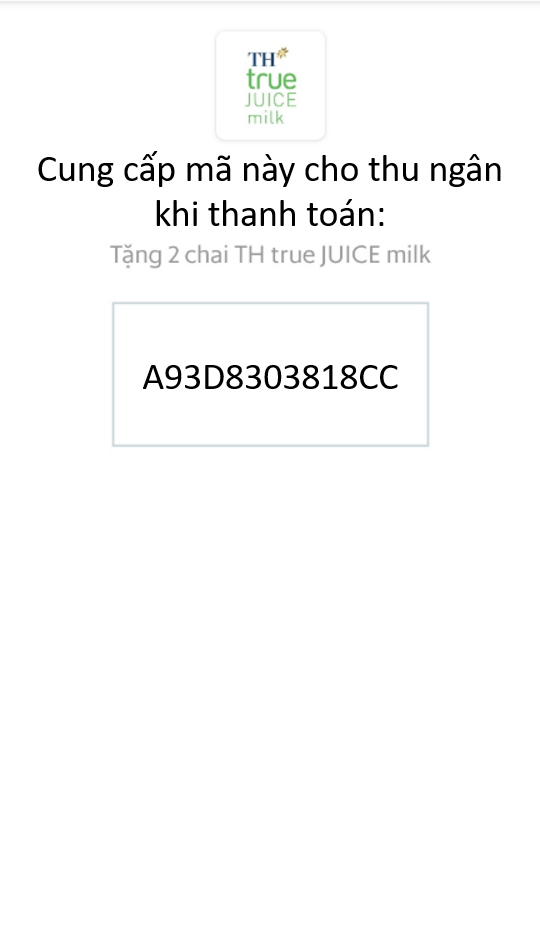 TH
true
JUICE
milk
Cung cấp mã này cho thu ngân
khi thanh toán:
Tặng 2 chai TH true JUICE milk
A93D8303818CC